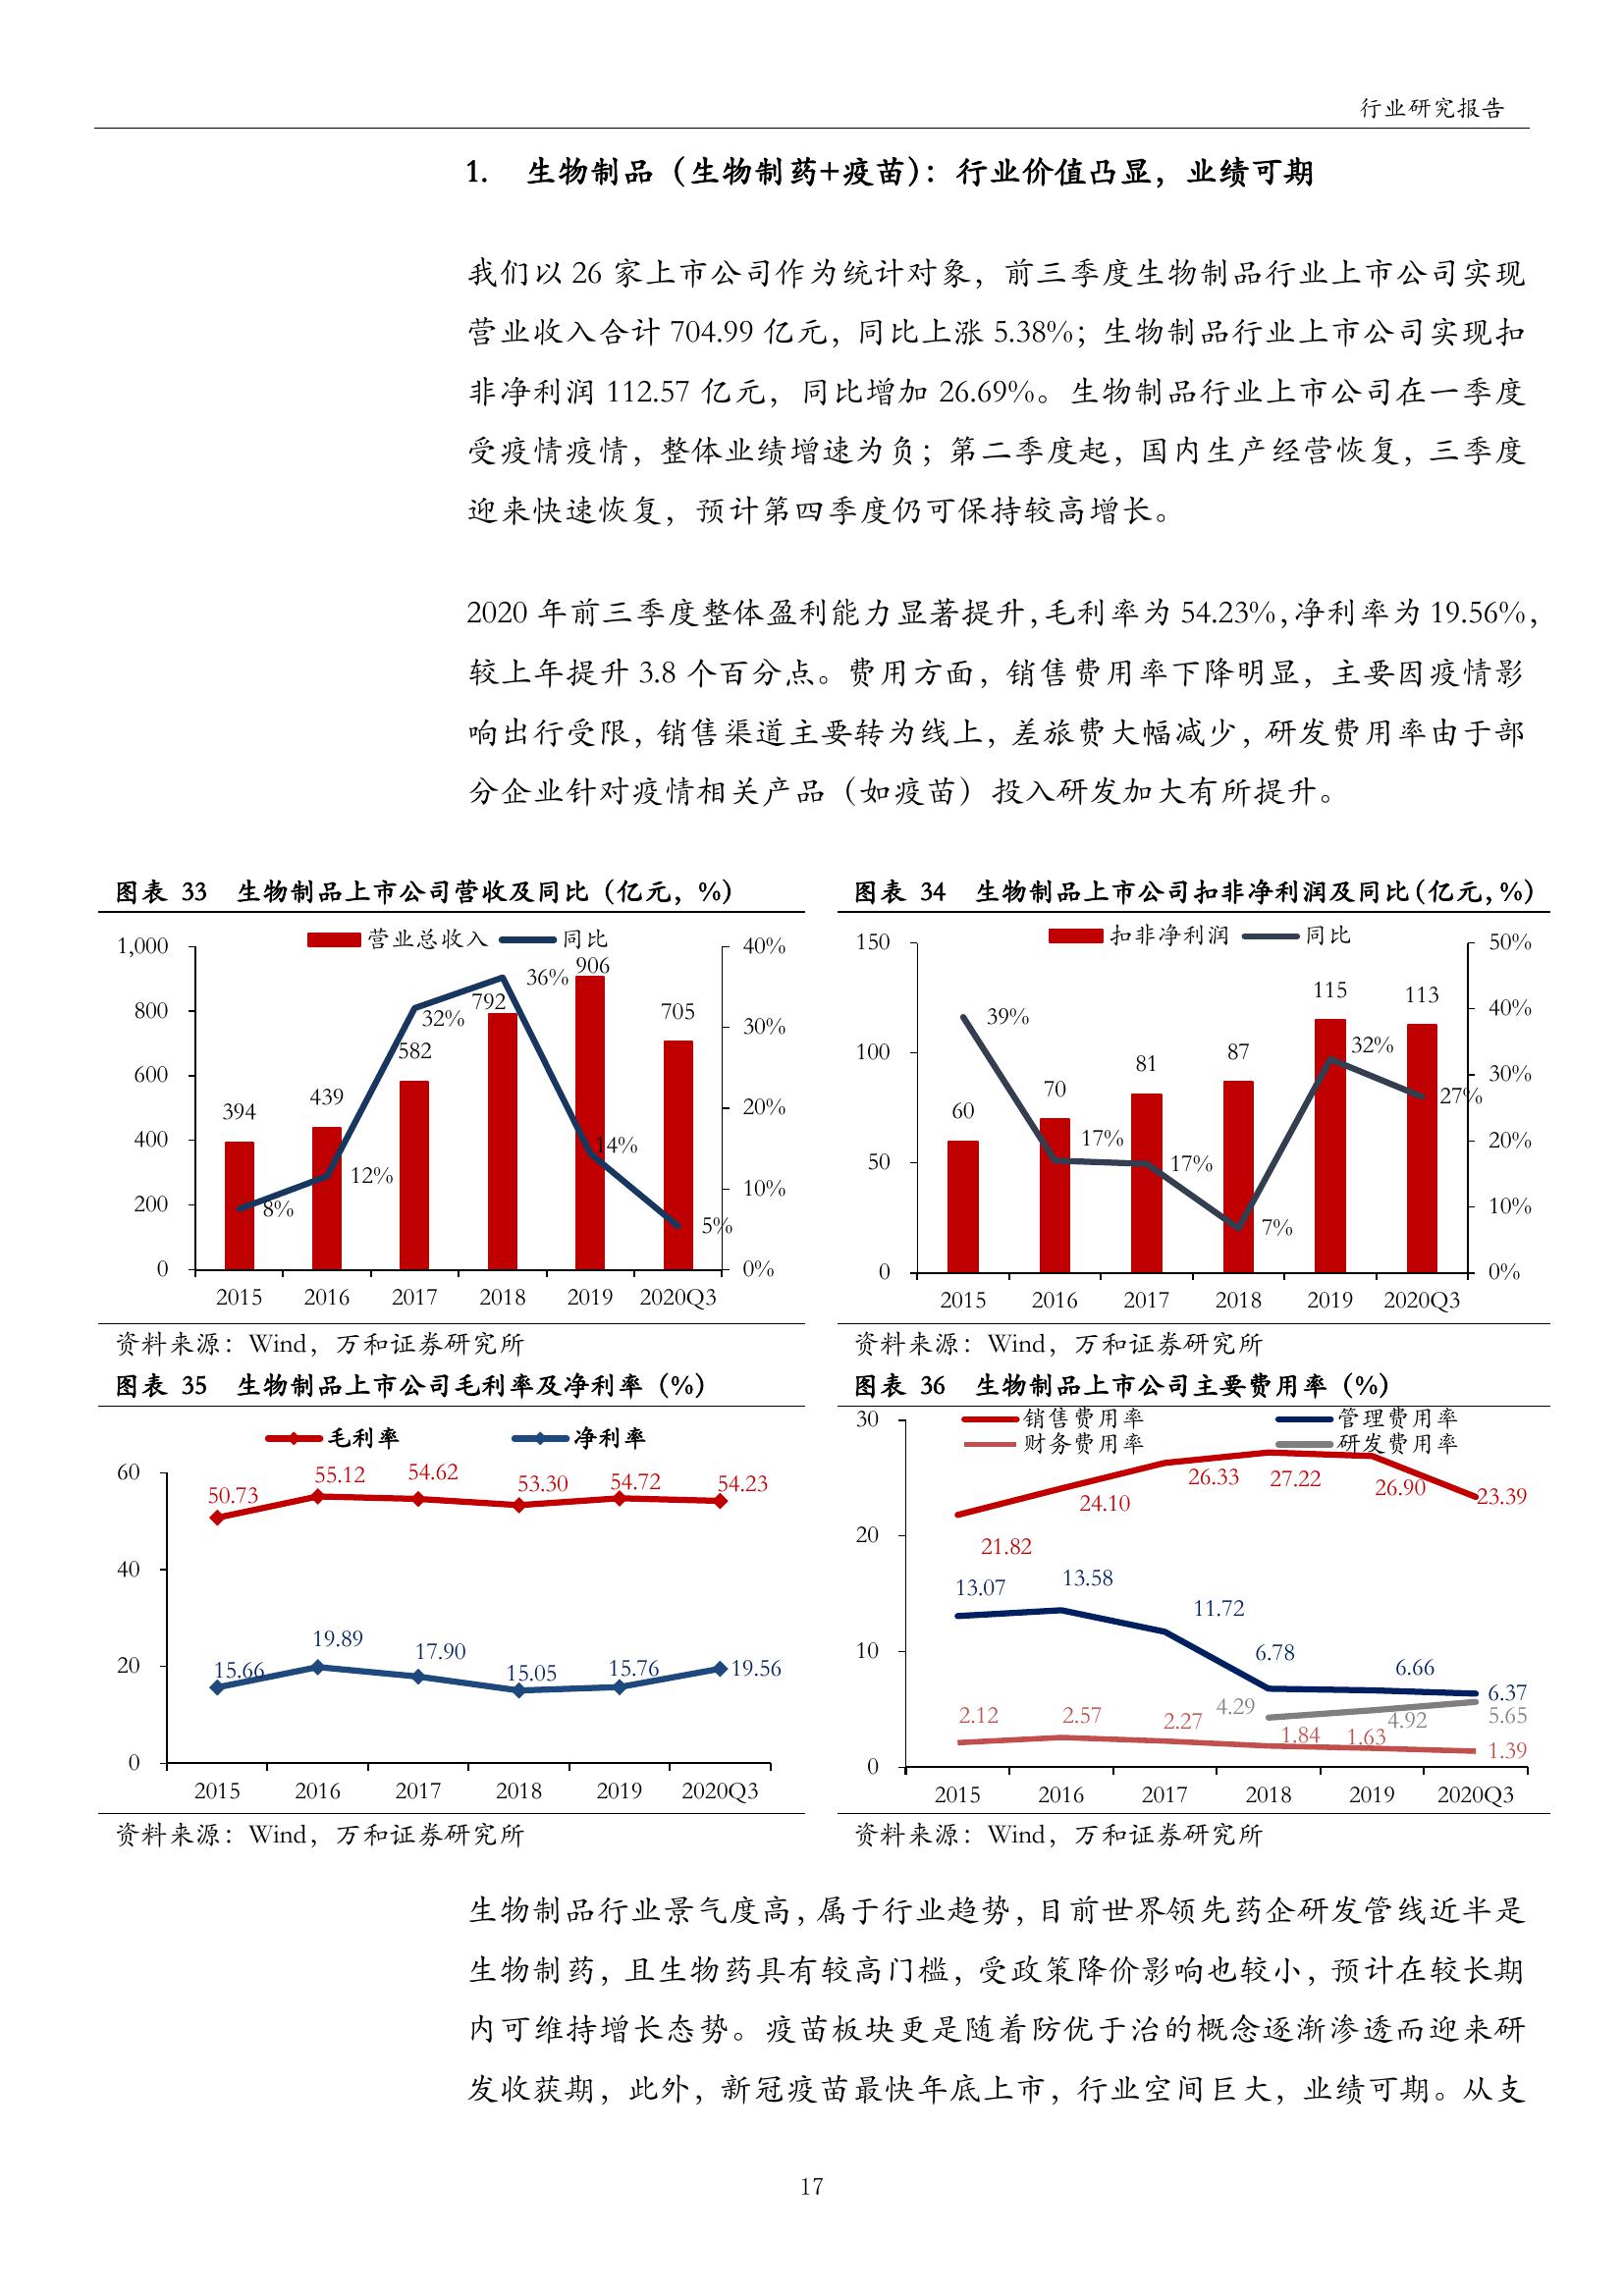 行业研究报告
1. 生物制品（生物制药+疫苗）：行业价值凸显，业绩可期
我们以 26 家上市公司作为统计对象，前三季度生物制品行业上市公司实现
营业收入合计 704.99 亿元，同比上涨 5.38%；生物制品行业上市公司实现扣
非净利润 112.57 亿元，同比增加 26.69%。生物制品行业上市公司在一季度
受疫情疫情，整体业绩增速为负；第二季度起，国内生产经营恢复，三季度
迎来快速恢复，预计第四季度仍可保持较高增长。
2020 年前三季度整体盈利能力显著提升，毛利率为 54.23%，净利率为 19.56%，
较上年提升 3.8 个百分点。费用方面，销售费用率下降明显，主要因疫情影
响出行受限，销售渠道主要转为线上，差旅费大幅减少，研发费用率由于部
分企业针对疫情相关产品（如疫苗）投入研发加大有所提升。
图表 33 生物制品上市公司营收及同比（亿元，%）
营业总收入 同比
1,000
800
600
400
200
0
40%
30%
20%
10%
0%
394
439
582
792
906
705
8%
12%
32%
36%
14%
5%
2015 2016 2017 2018 2019 2020Q3
资料来源：Wind，万和证券研究所
图表 34 生物制品上市公司扣非净利润及同比（亿元，%）
扣非净利润 同比
150
100
50
0
50%
40%
30%
20%
10%
0%
60
70
81
87
115
113
39%
17%
17%
7%
32%
27%
2015 2016 2017 2018 2019 2020Q3
资料来源：Wind，万和证券研究所
图表 35 生物制品上市公司毛利率及净利率（%）
毛利率 净利率
60
40
20
0
50.73 55.12 54.62 53.30 54.72 54.23
15.66 19.89 17.90 15.05 15.76 19.56
2015 2016 2017 2018 2019 2020Q3
资料来源：Wind，万和证券研究所
图表 36 生物制品上市公司主要费用率（%）
销售费用率 管理费用率
财务费用率 研发费用率
30
20
10
0
21.82 24.10 26.33 27.22 26.90 23.39
13.07 13.58 11.72 6.78 6.66 6.37
4.29 4.92 5.65
2.12 2.57 2.27 1.84 1.63 1.39
2015 2016 2017 2018 2019 2020Q3
资料来源：Wind，万和证券研究所
生物制品行业景气度高，属于行业趋势，目前世界领先药企研发管线近半是
生物制药，且生物药具有较高门槛，受政策降价影响也较小，预计在较长期
内可维持增长态势。疫苗板块更是随着防优于治的概念逐渐渗透而迎来研
发收获期，此外，新冠疫苗最快年底上市，行业空间巨大，业绩可期。从支
17